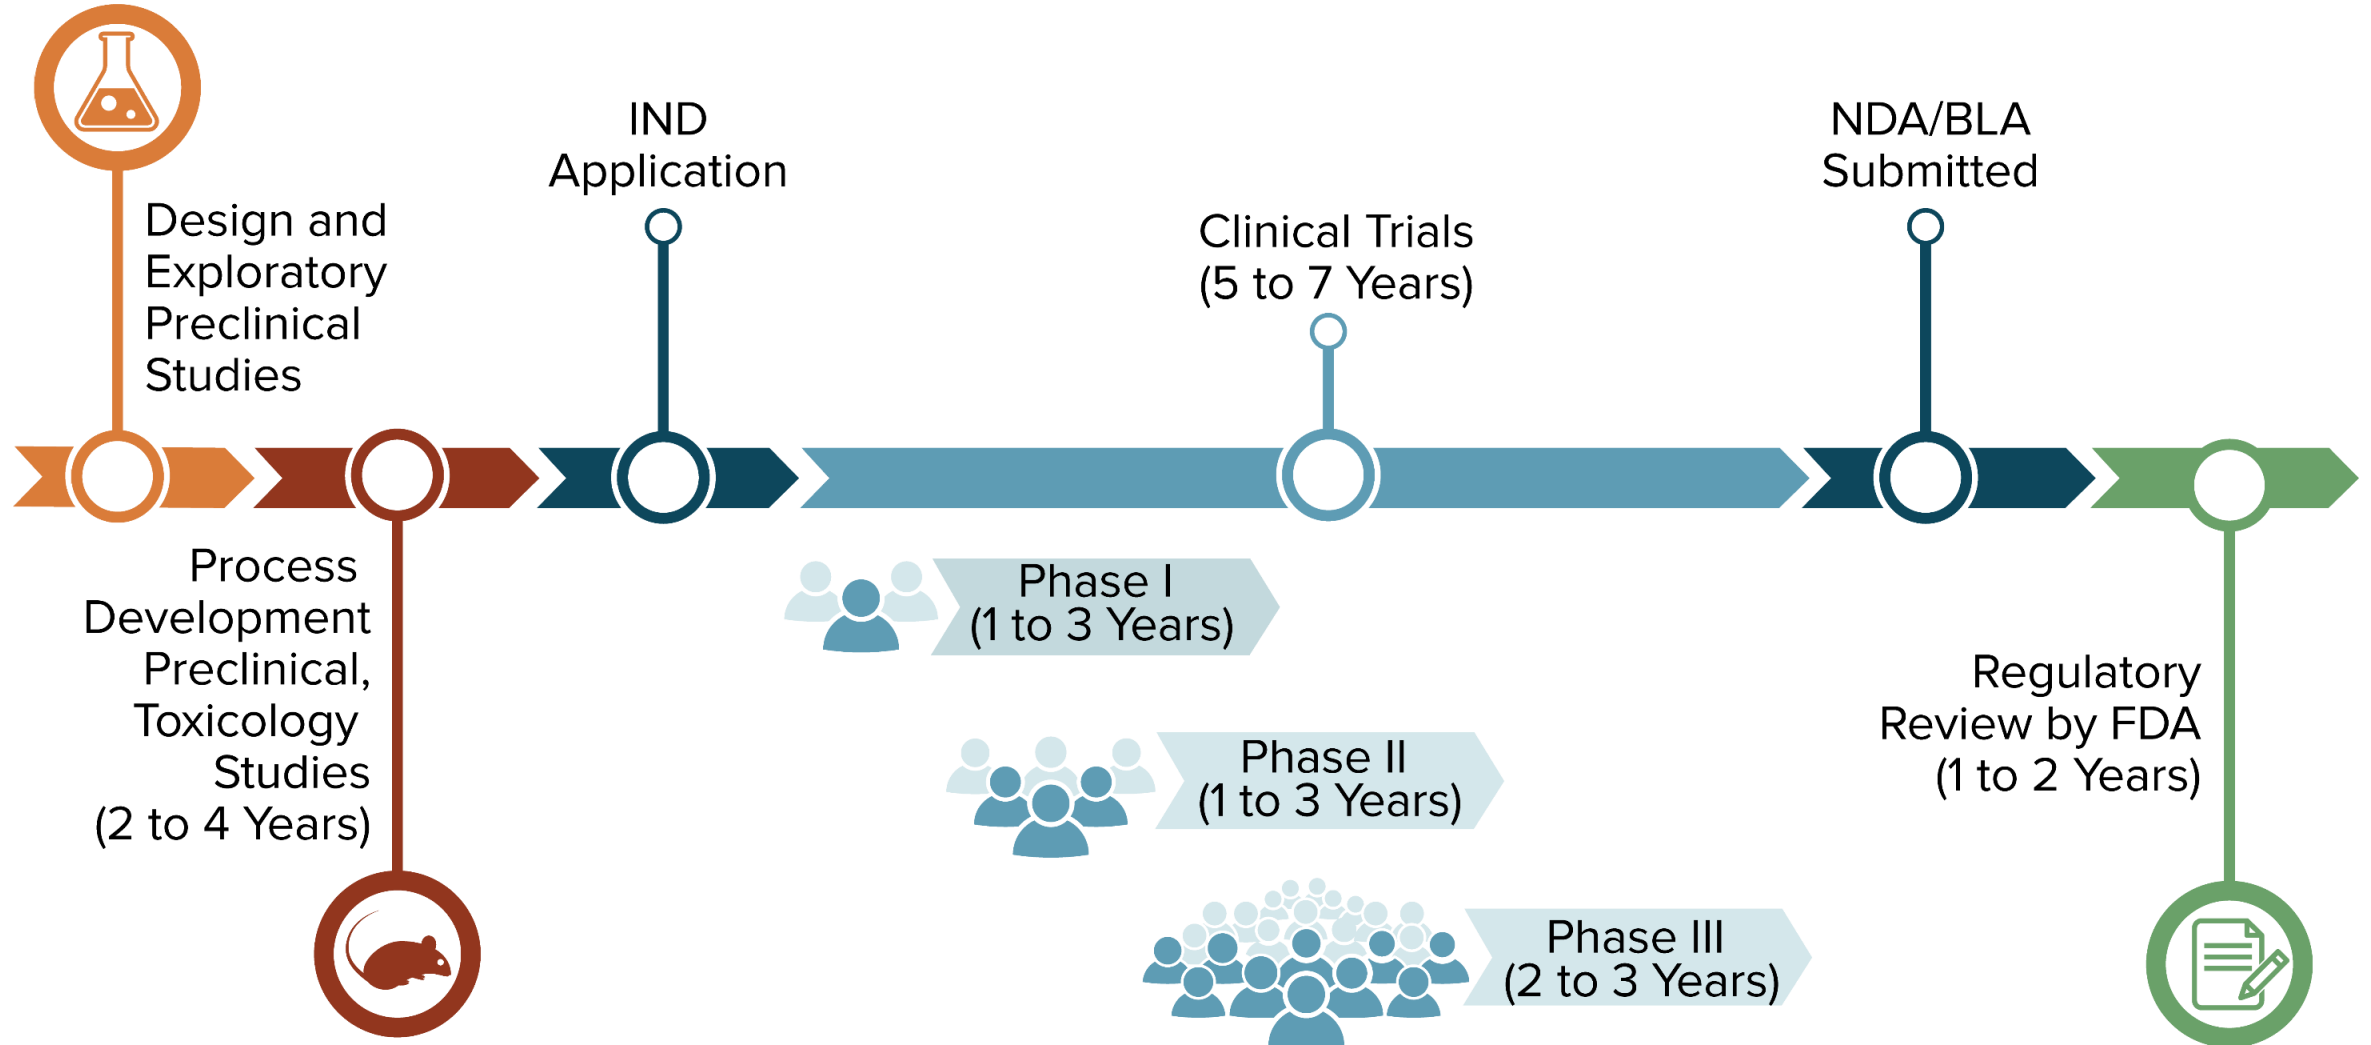 Design and
Exploratory
Preclinical
Studies
Process
Development
Preclinical,
Toxicology
Studies
(2 to 4 Years)
IND
Application
Clinical Trials
(5 to 7 Years)
Phase I
(1 to 3 Years)
Phase II
(1 to 3 Years)
Phase III
(2 to 3 Years)
NDA/BLA
Submitted
Regulatory
Review by FDA
(1 to 2 Years)